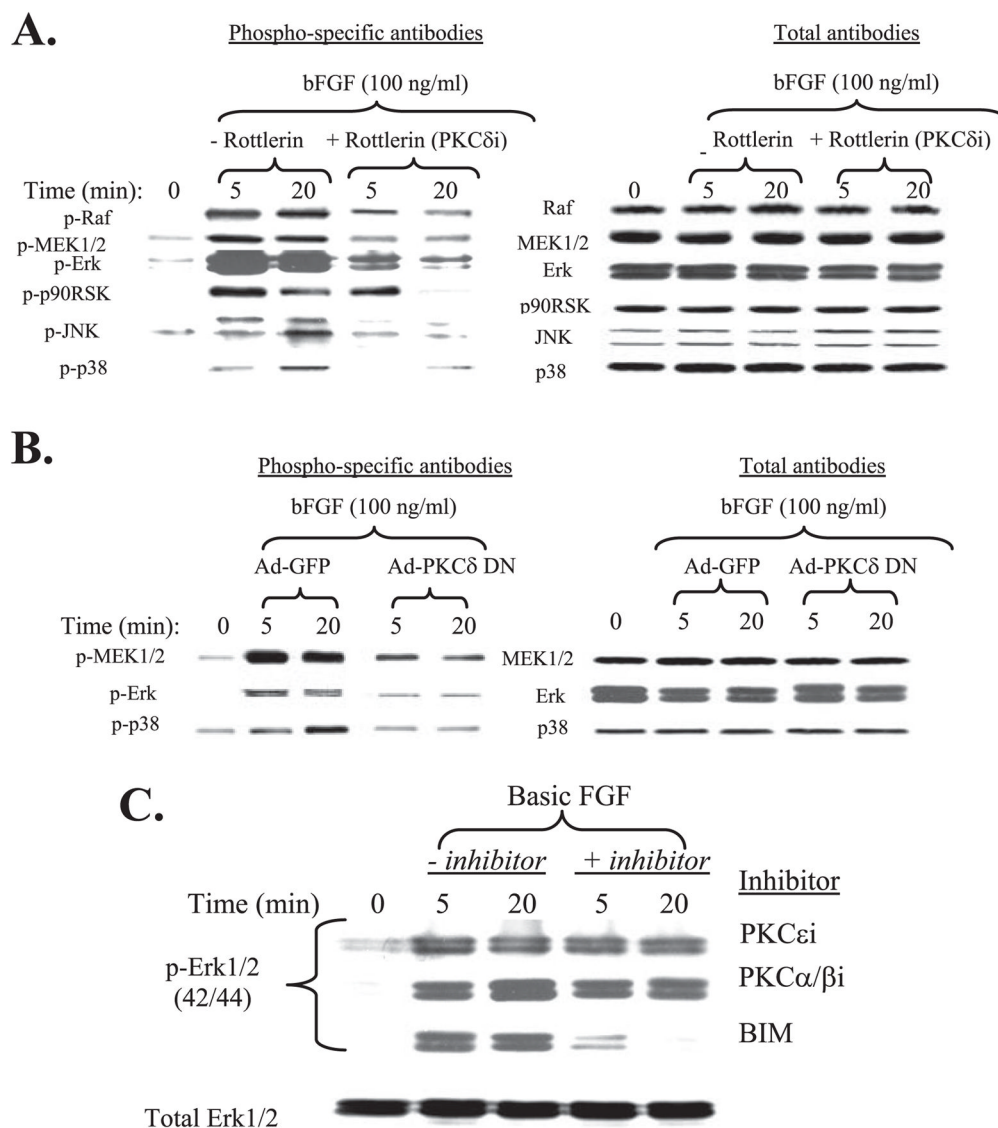 A.
Phospho-specific antibodies
Total antibodies
bFGF (100 ng/ml)
bFGF (100 ng/ml)
- Rottlerin + Rottlerin (PKCδi)
- Rottlerin + Rottlerin (PKCδi)
Time (min): 0 5 20 5 20
0 5 20 5 20
p-Raf
p-MEK1/2
p-Erk
p-p90RSK
p-JNK
p-p38
Raf
MEK1/2
Erk
p90RSK
JNK
p38
B.
Phospho-specific antibodies
Total antibodies
bFGF (100 ng/ml)
bFGF (100 ng/ml)
Ad-GFP Ad-PKCδ DN
Ad-GFP Ad-PKCδ DN
Time (min): 0 5 20 5 20
0 5 20 5 20
p-MEK1/2
p-Erk
p-p38
MEK1/2
Erk
p38
C.
Basic FGF
- inhibitor + inhibitor
Inhibitor
Time (min) 0 5 20 5 20
p-Erk1/2
(42/44)
PKCεi
PKCα/βi
BIM
Total Erk1/2